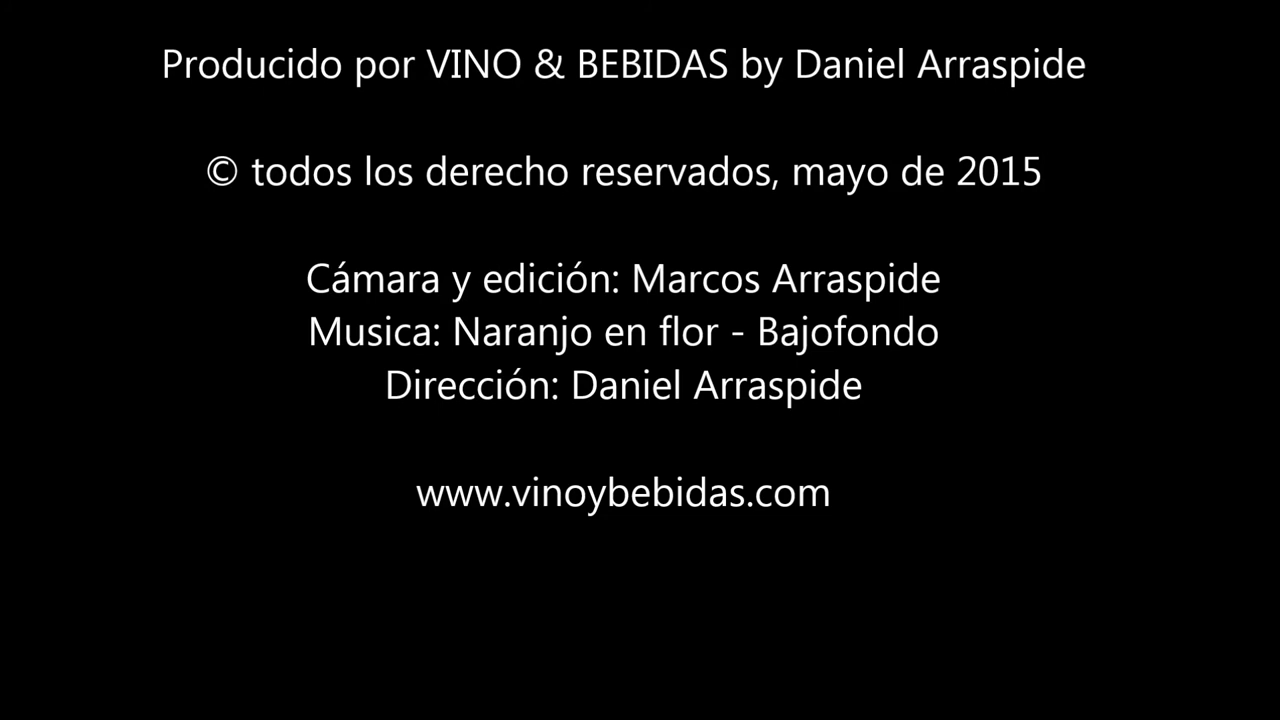 Producido por VINO & BEBIDAS by Daniel Arraspide
© todos los derecho reservados, mayo de 2015
Cámara y edición: Marcos Arraspide
Musica: Naranjo en flor - Bajofondo
Dirección: Daniel Arraspide
www.vinoybebidas.com